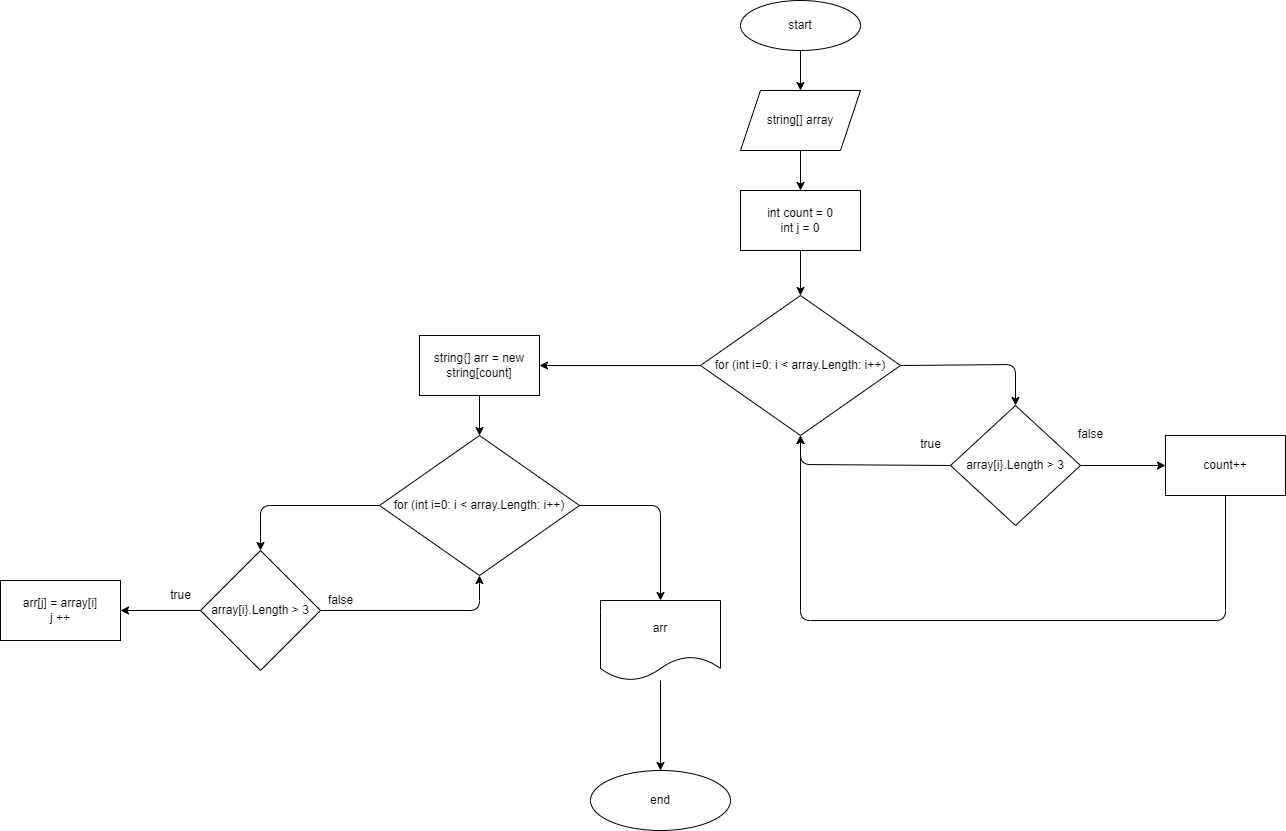 start
string[] array
int count = 0
int j = 0
for (int i=0: i < array.Length: i++)
string{] arr = new
string[count]
true
false
array[i}.Length > 3
count++
for (int i=0: i < array.Length: i++)
true
false
array[i}.Length > 3
arr[j] = array[i]
j ++
arr
end